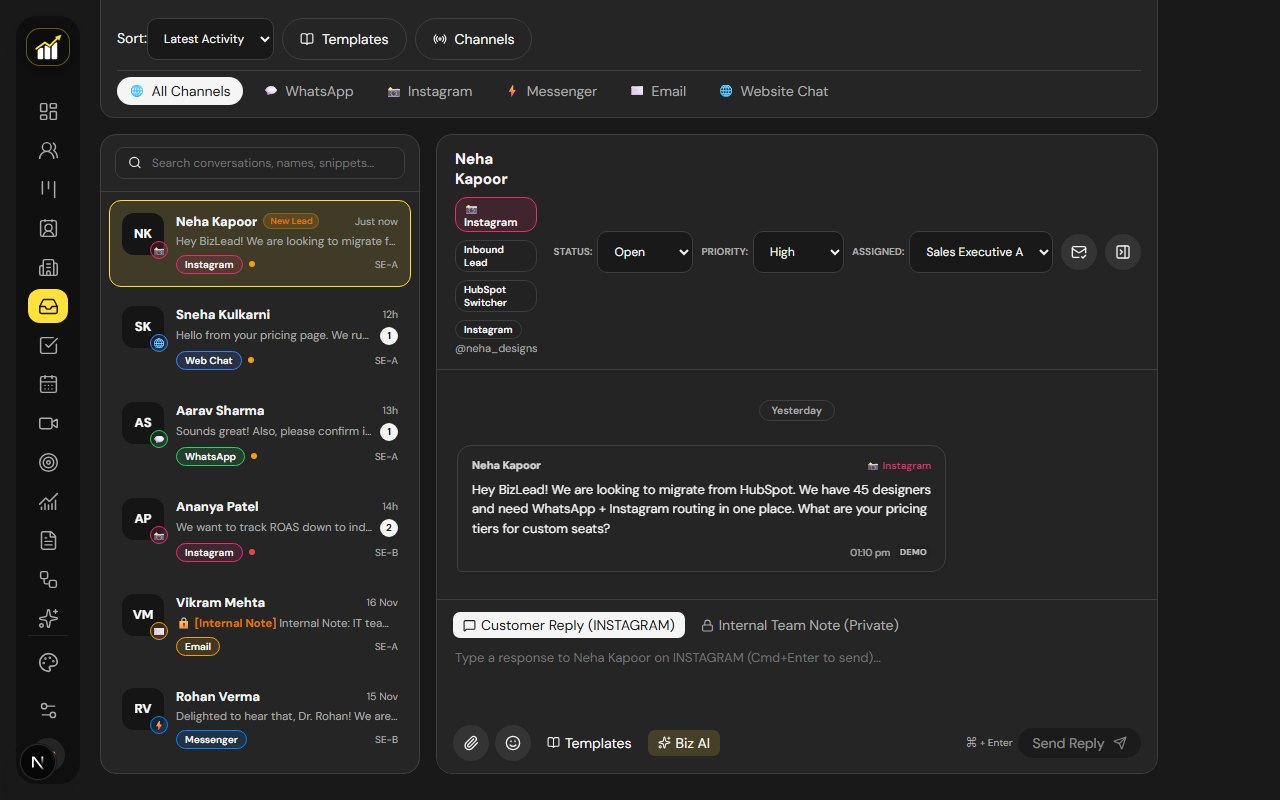 Sort: Latest Activity Templates Channels
All Channels WhatsApp Instagram Messenger Email Website Chat
Search conversations, names, snippets...
NK Neha Kapoor New Lead Just now
Hey BizLead! We are looking to migrate f...
Instagram SE-A
SK Sneha Kulkarni 12h
Hello from your pricing page. We ru... 1
Web Chat SE-A
AS Aarav Sharma 13h
Sounds great! Also, please confirm i... 1
WhatsApp SE-A
AP Ananya Patel 14h
We want to track ROAS down to ind... 2
Instagram SE-B
VM Vikram Mehta 16 Nov
[Internal Note] Internal Note: IT tea...
Email SE-A
RV Rohan Verma 15 Nov
Delighted to hear that, Dr. Rohan! We are...
Messenger SE-B
Neha
Kapoor
Instagram
Inbound
Lead
HubSpot
Switcher
Instagram
@neha_designs
STATUS: Open PRIORITY: High ASSIGNED: Sales Executive A
Yesterday
Neha Kapoor Instagram
Hey BizLead! We are looking to migrate from HubSpot. We have 45 designers
and need WhatsApp + Instagram routing in one place. What are your pricing
tiers for custom seats?
01:10 pm DEMO
Customer Reply (INSTAGRAM) Internal Team Note (Private)
Type a response to Neha Kapoor on INSTAGRAM (Cmd+Enter to send)...
Templates Biz AI ⌘ + Enter Send Reply
N